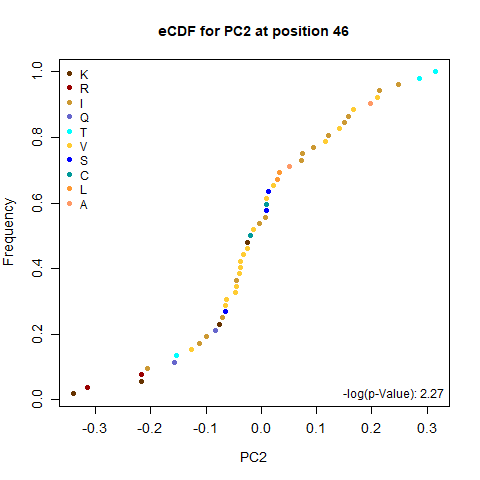 eCDF for PC2 at position 46
Frequency
1.0
0.8
0.6
0.4
0.2
0.0
K
R
I
Q
T
V
S
C
L
A
-log(p-Value): 2.27
-0.3 -0.2 -0.1 0.0 0.1 0.2 0.3
PC2